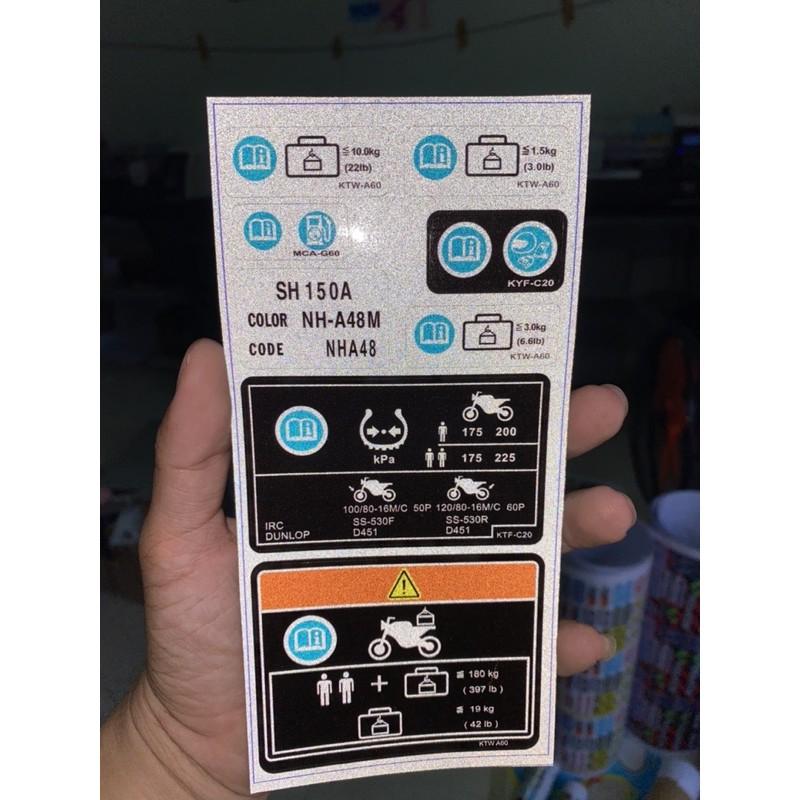 ≦10.0kg
(22lb)
KTW-A60
≦1.5kg
(3.0lb)
KTW-A60
MCA-G60
KYF-C20
SH150A
COLOR NH-A48M
CODE NHA48
≦3.0kg
(6.6lb)
KTW-A60
175 200
kPa
175 225
100/80-16M/C 50P 120/80-16M/C 60P
IRC SS-530F SS-530R
DUNLOP D451 D451
KTF-C20
≦ 180 kg
( 397 lb )
≦ 19 kg
( 42 lb )
KTW A60